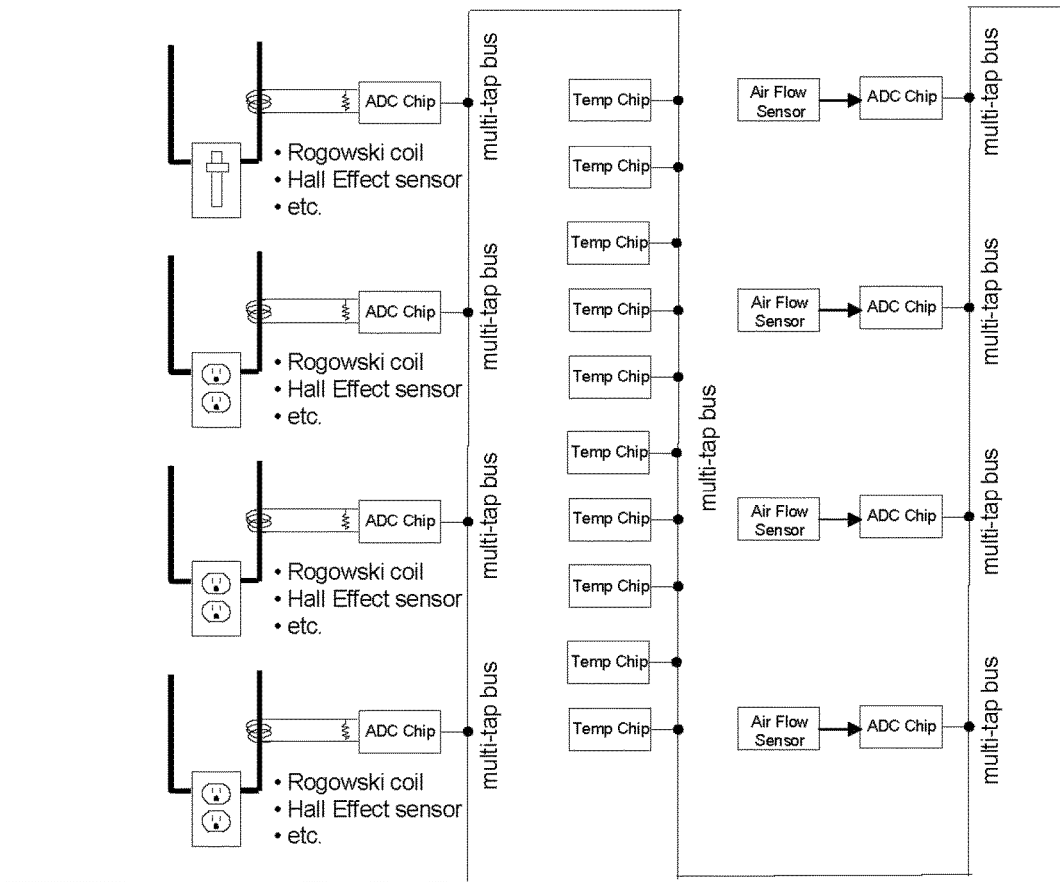 multi-tap bus
ADC Chip
• Rogowski coil
• Hall Effect sensor
• etc.
multi-tap bus
ADC Chip
• Rogowski coil
• Hall Effect sensor
• etc.
multi-tap bus
ADC Chip
• Rogowski coil
• Hall Effect sensor
• etc.
multi-tap bus
ADC Chip
• Rogowski coil
• Hall Effect sensor
• etc.
Temp Chip
Temp Chip
Temp Chip
Temp Chip
Temp Chip
Temp Chip
Temp Chip
Temp Chip
Temp Chip
Temp Chip
multi-tap bus
Air Flow
Sensor
ADC Chip
multi-tap bus
Air Flow
Sensor
ADC Chip
multi-tap bus
Air Flow
Sensor
ADC Chip
multi-tap bus
Air Flow
Sensor
ADC Chip
multi-tap bus